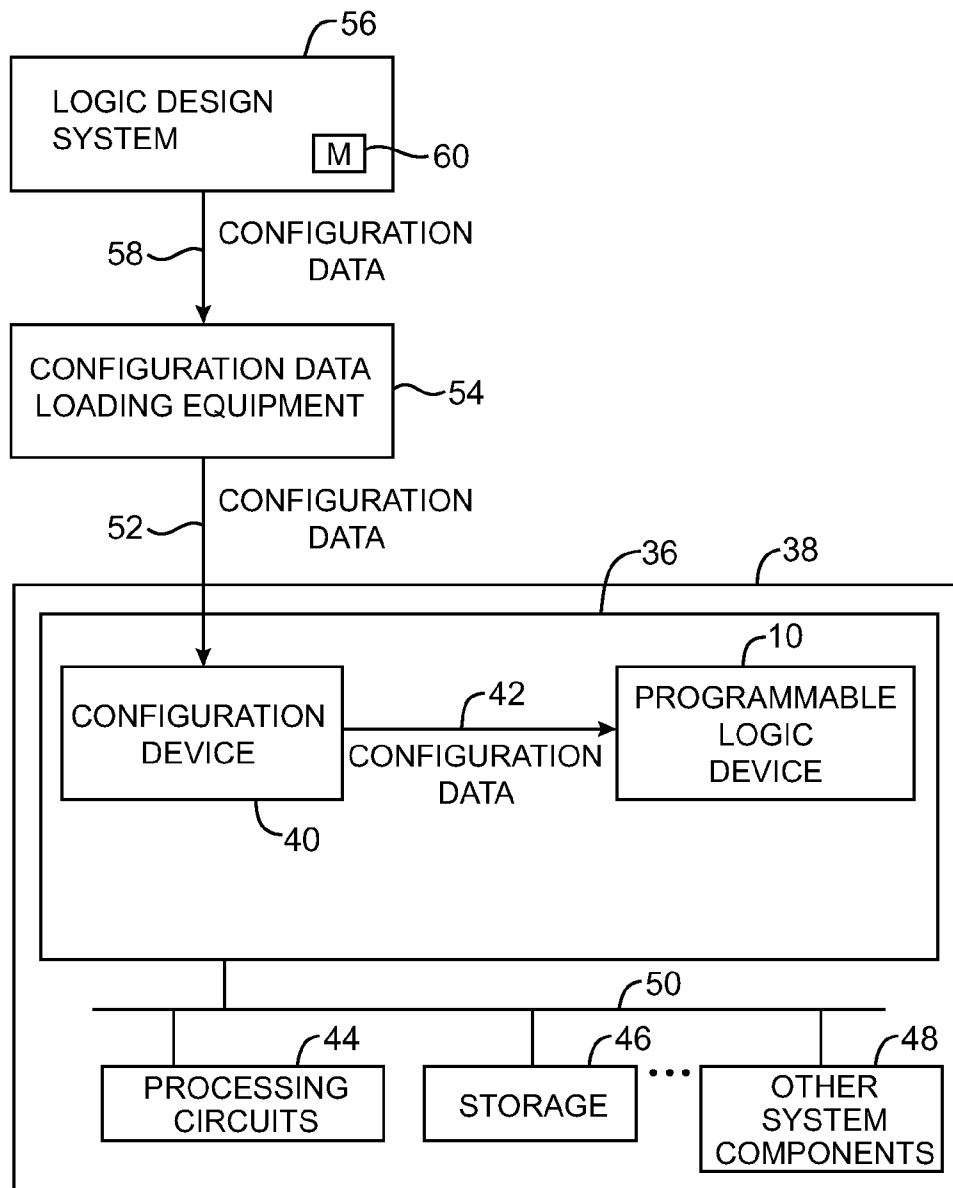 56
LOGIC DESIGN
SYSTEM
M
60
58
CONFIGURATION
DATA
CONFIGURATION DATA
LOADING EQUIPMENT
54
52
CONFIGURATION
DATA
36
38
10
CONFIGURATION
DEVICE
42
CONFIGURATION
DATA
PROGRAMMABLE
LOGIC
DEVICE
40
50
44
PROCESSING
CIRCUITS
46
STORAGE
48
OTHER
SYSTEM
COMPONENTS